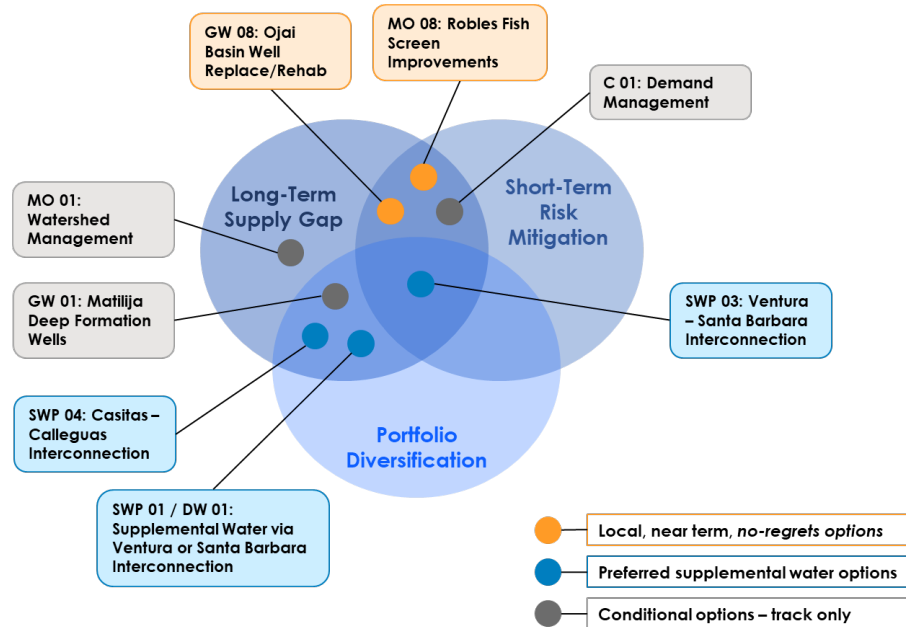 GW 08: Ojai
Basin Well
Replace/Rehab
MO 08: Robles Fish
Screen
Improvements
C 01: Demand
Management
MO 01:
Watershed
Management
Long-Term
Supply Gap
Short-Term
Risk
Mitigation
GW 01: Matilija
Deep Formation
Wells
SWP 03: Ventura
– Santa Barbara
Interconnection
SWP 04: Casitas –
Calleguas
Interconnection
Portfolio
Diversification
SWP 01 / DW 01:
Supplemental Water via
Ventura or Santa Barbara
Interconnection
Local, near term, no-regrets options
Preferred supplemental water options
Conditional options – track only